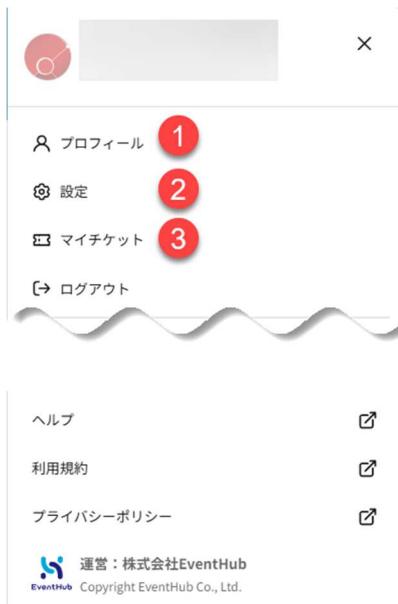 プロフィール 1
設定 2
マイチケット 3
ログアウト
ヘルプ
利用規約
プライバシーポリシー
運営：株式会社EventHub
EventHub Copyright EventHub Co., Ltd.